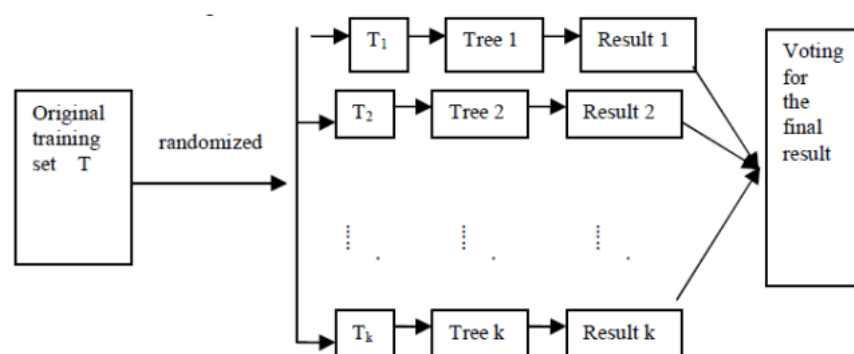 Original
training
set T
randomized
T₁ Tree 1 Result 1
T₂ Tree 2 Result 2
Tₖ Tree k Result k
Voting
for
the
final
result